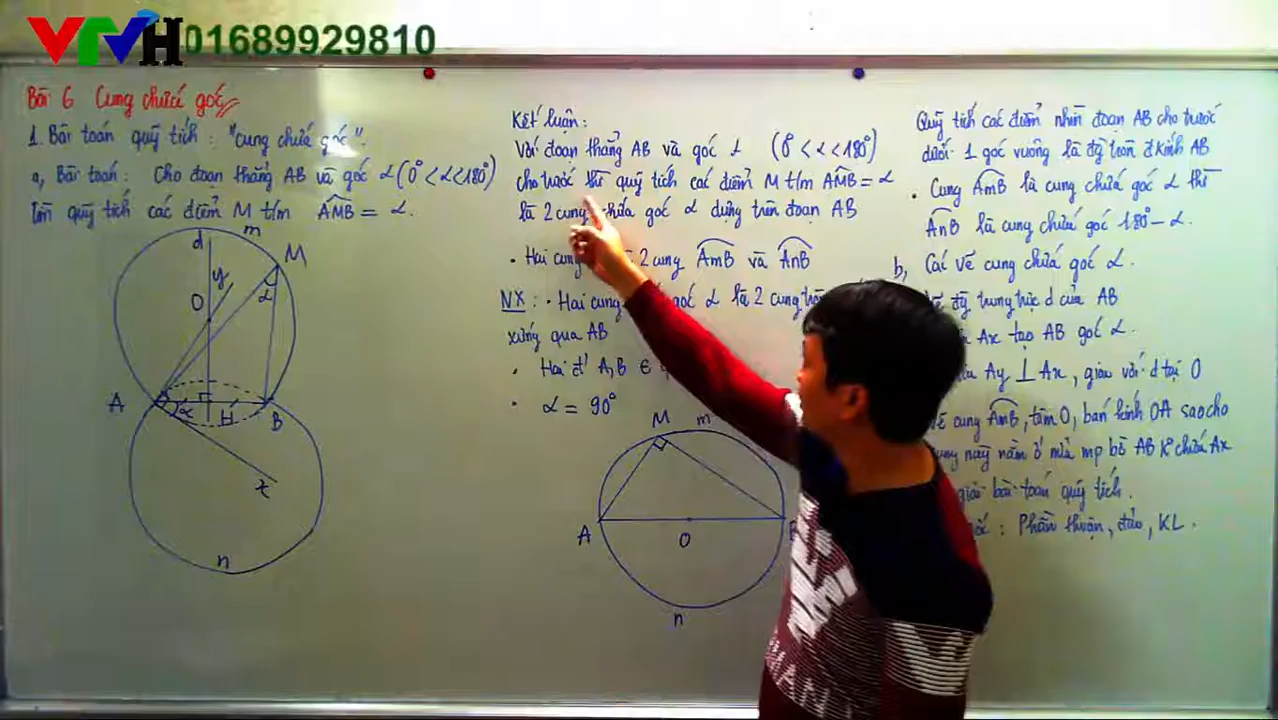 VTVH 01689929810
Bài 6 Cung chứa góc
1. Bài toán quỹ tích: "cung chứa góc".
a, Bài toán: Cho đoạn thẳng AB và góc α (0° < α < 180°)
Tìm quỹ tích các điểm M t/m AMB = α.
d
m
M
y
O
α
A
α
H
B
x
n
Kết luận:
Với đoạn thẳng AB và góc α (0° < α < 180°)
cho trước thì quỹ tích các điểm M t/m AMB = α
là 2 cung chứa góc α dựng trên đoạn AB
. Hai cung 2 cung AmB và AnB
NX: . Hai cung góc α là 2 cung
xứng qua AB
. Hai đ' A, B ∈
. α = 90°
M m
A
O
n
Quỹ tích các điểm nhìn đoạn AB cho trước
dưới 1 góc vuông là đg tròn đkính AB
. Cung AmB là cung chứa góc α thì
AnB là cung chứa góc 180° - α.
b, Các vẽ cung chứa góc α.
đg trung trực d của AB
Ax tạo AB góc α.
Ay ⊥ Ax, giao với d tại O
vẽ cung AmB, tâm O, bán kính OA sao cho
cung này nằm ở nửa mp bờ AB k° chứa Ax
giải bài toán quỹ tích.
: Phần thuận, đảo, KL.